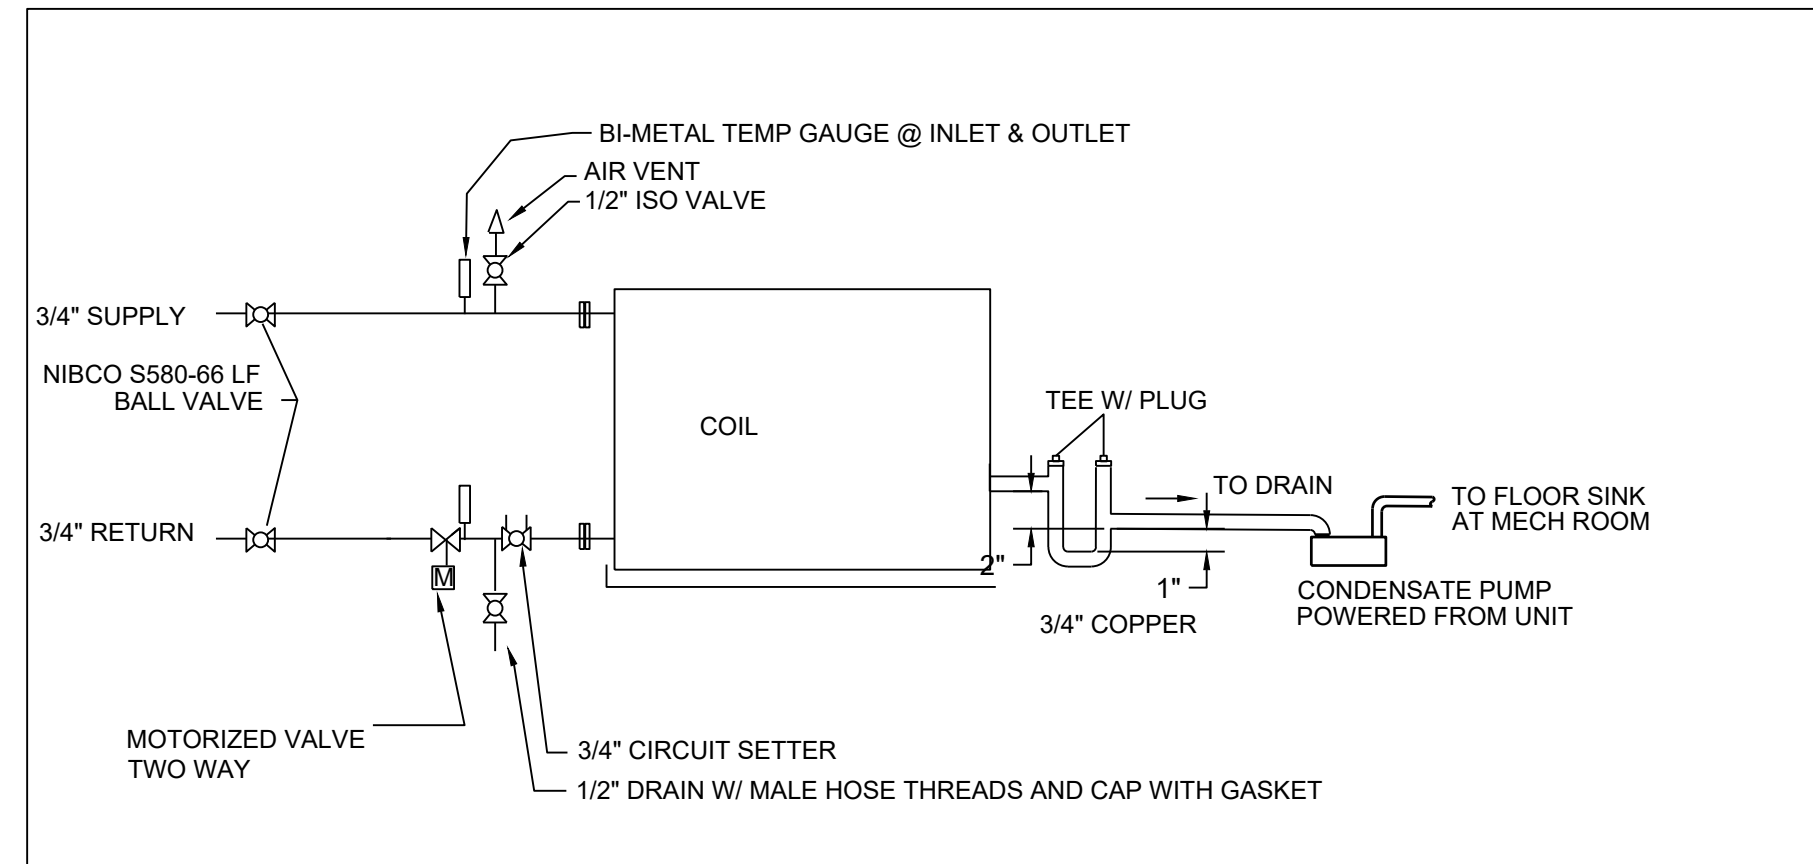 BI-METAL TEMP GAUGE @ INLET & OUTLET
AIR VENT
1/2" ISO VALVE
3/4" SUPPLY
NIBCO S580-66 LF
BALL VALVE
COIL
TEE W/ PLUG
TO DRAIN
TO FLOOR SINK
AT MECH ROOM
3/4" RETURN
2"
M
1"
CONDENSATE PUMP
POWERED FROM UNIT
3/4" COPPER
MOTORIZED VALVE
TWO WAY
3/4" CIRCUIT SETTER
1/2" DRAIN W/ MALE HOSE THREADS AND CAP WITH GASKET